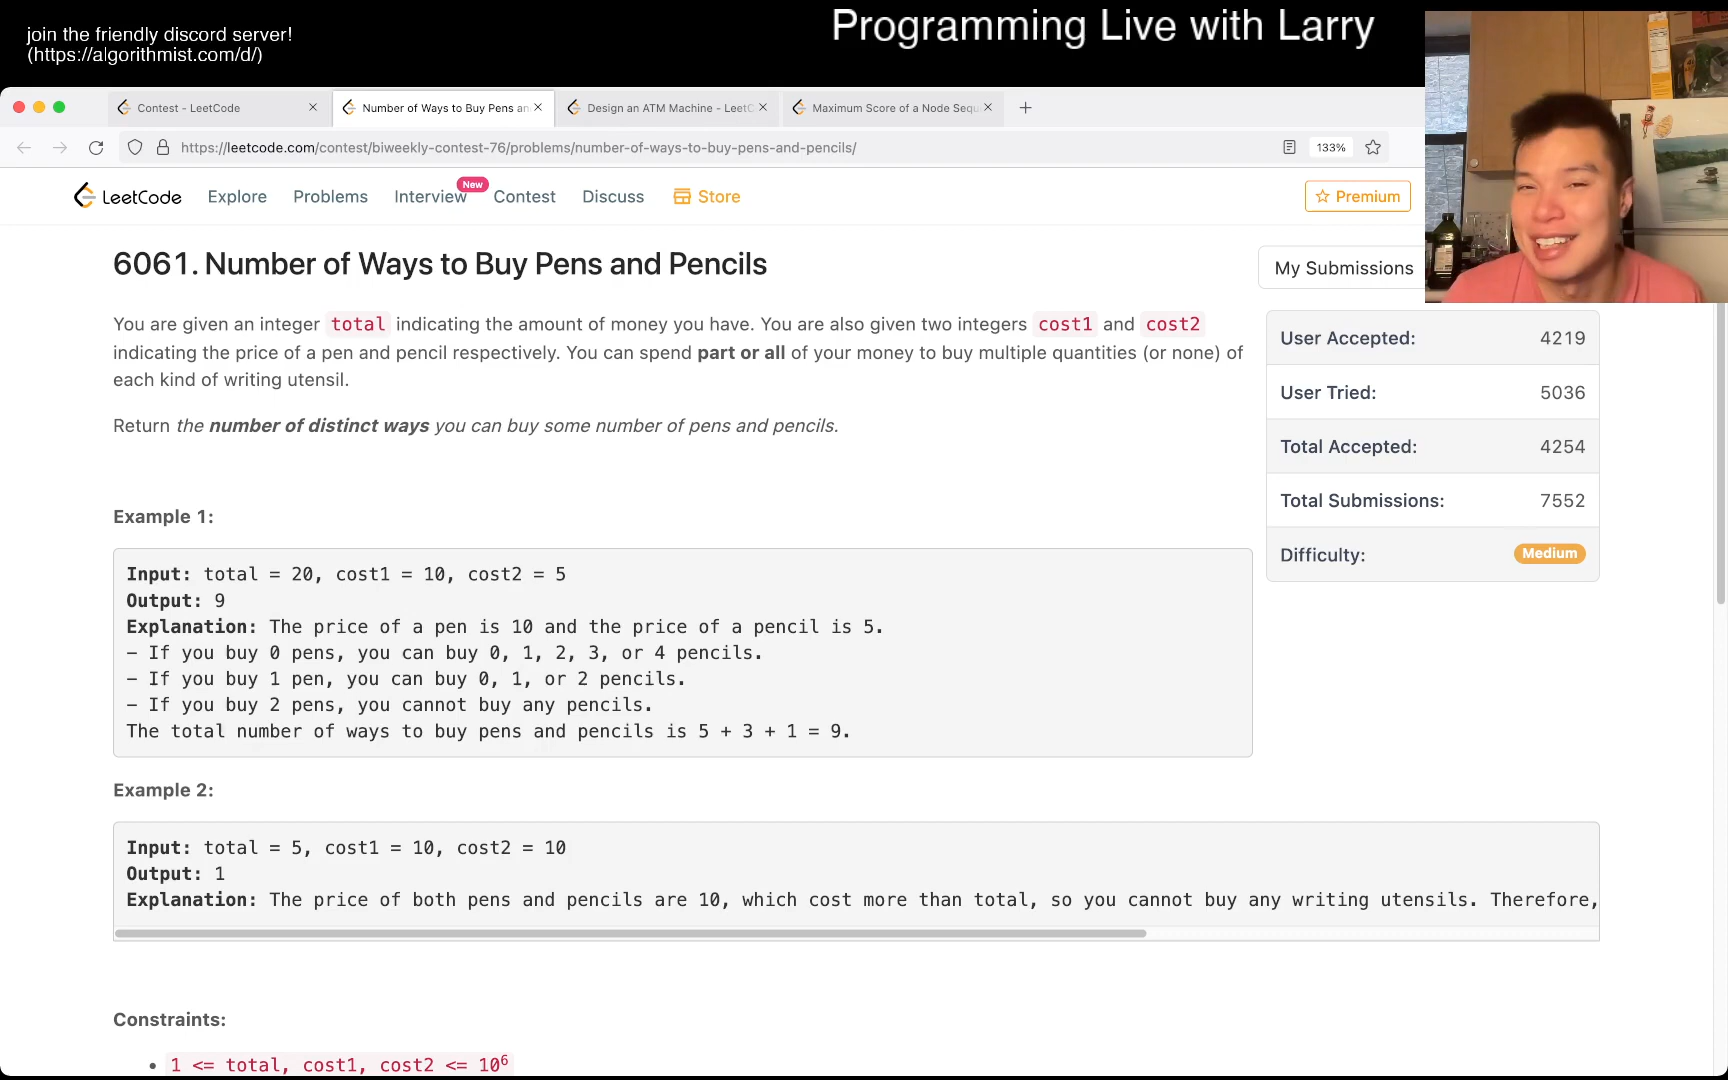 join the friendly discord server!
(https://algorithmist.com/d/)
Programming Live with Larry
Contest - LeetCode
Number of Ways to Buy Pens an
Design an ATM Machine - LeetC
Maximum Score of a Node Sequ
https://leetcode.com/contest/biweekly-contest-76/problems/number-of-ways-to-buy-pens-and-pencils/
133%
LeetCode
Explore
Problems
Interview
New
Contest
Discuss
Store
Premium
6061. Number of Ways to Buy Pens and Pencils
My Submissions
You are given an integer total indicating the amount of money you have. You are also given two integers cost1 and cost2
indicating the price of a pen and pencil respectively. You can spend part or all of your money to buy multiple quantities (or none) of
each kind of writing utensil.
Return the number of distinct ways you can buy some number of pens and pencils.
User Accepted: 4219
User Tried: 5036
Total Accepted: 4254
Total Submissions: 7552
Difficulty: Medium
Example 1:
Input: total = 20, cost1 = 10, cost2 = 5
Output: 9
Explanation: The price of a pen is 10 and the price of a pencil is 5.
- If you buy 0 pens, you can buy 0, 1, 2, 3, or 4 pencils.
- If you buy 1 pen, you can buy 0, 1, or 2 pencils.
- If you buy 2 pens, you cannot buy any pencils.
The total number of ways to buy pens and pencils is 5 + 3 + 1 = 9.
Example 2:
Input: total = 5, cost1 = 10, cost2 = 10
Output: 1
Explanation: The price of both pens and pencils are 10, which cost more than total, so you cannot buy any writing utensils. Therefore,
Constraints:
• 1 <= total, cost1, cost2 <= 10⁶